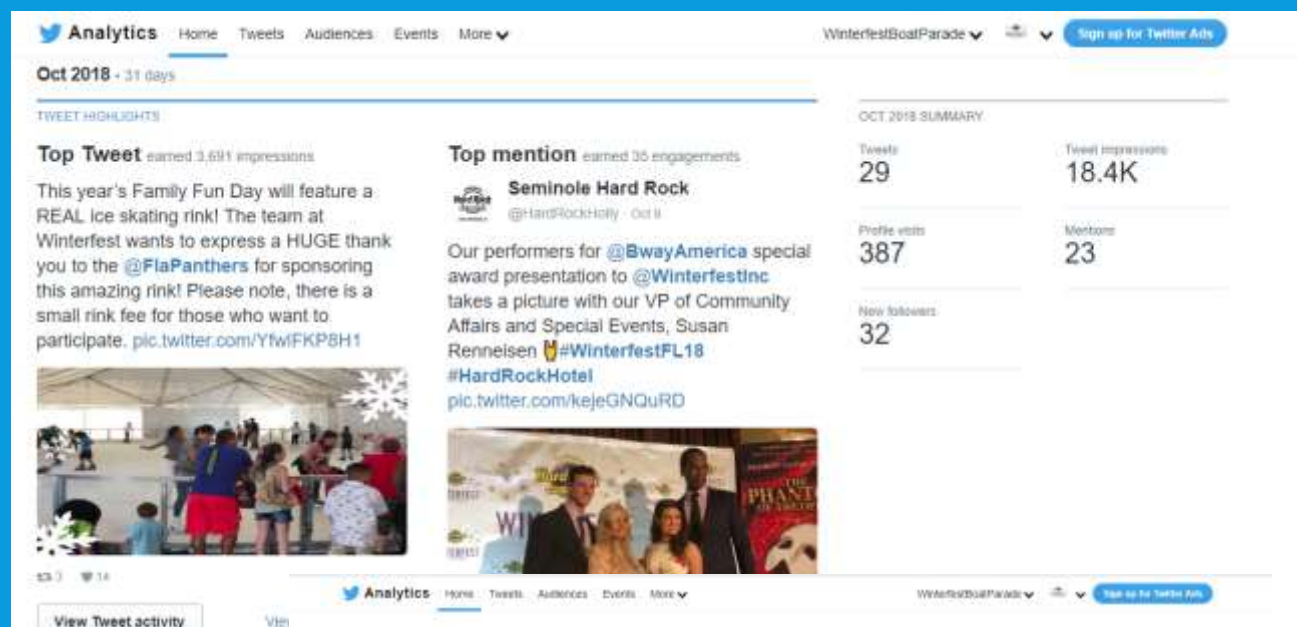 Analytics Home Tweets Audiences Events More
WinterfestBoatParade
Sign up for Twitter Ads
Oct 2018 · 31 days
TWEET HIGHLIGHTS
Top Tweet earned 3,691 impressions
This year's Family Fun Day will feature a
REAL ice skating rink! The team at
Winterfest wants to express a HUGE thank
you to the @FlaPanthers for sponsoring
this amazing rink! Please note, there is a
small rink fee for those who want to
participate. pic.twitter.com/YfwlFKP8H1
3 14
View Tweet activity
Top mention earned 35 engagements
Seminole Hard Rock
@HardRockHolly · Oct 9
Our performers for @BwayAmerica special
award presentation to @WinterfestInc
takes a picture with our VP of Community
Affairs and Special Events, Susan
Renneisen 🤘#WinterfestFL18
#HardRockHotel
pic.twitter.com/kejeGNQuRD
THE
PHANT
OCT 2018 SUMMARY
Tweets
29
Tweet impressions
18.4K
Profile visits
387
Mentions
23
New followers
32
Analytics Home Tweets Audiences Events More
WinterfestBoatParade
Sign up for Twitter Ads